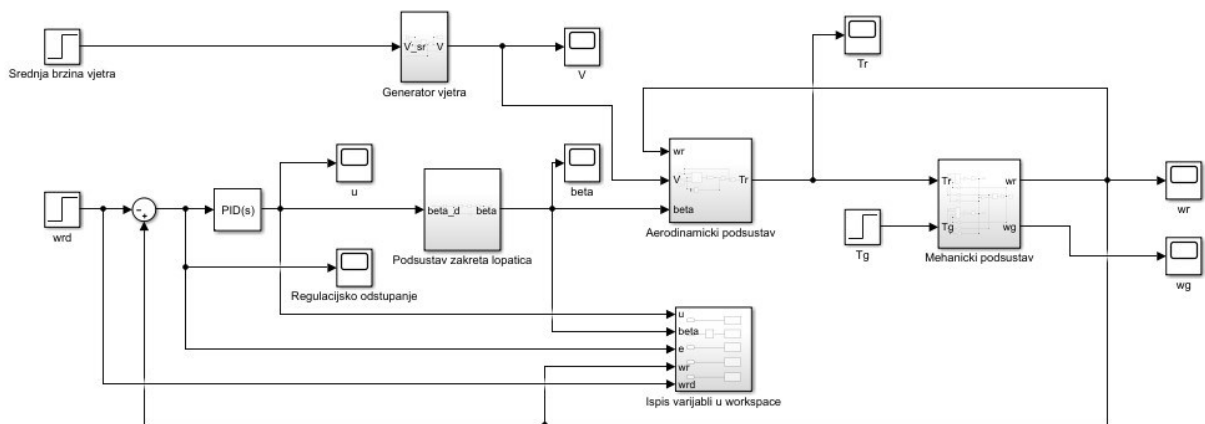 Srednja brzina vjetra
V_sr V
Generator vjetra
V
Tr
wrd
PID(s)
u
Regulacijsko odstupanje
beta_d beta
Podsustav zakreta lopatica
beta
wr
V
beta
Tr
Aerodinamicki podsustav
Tg
Tr
Tg
wr
wg
Mehanicki podsustav
wr
wg
u
beta
e
wr
wrd
Ispis varijabli u workspace